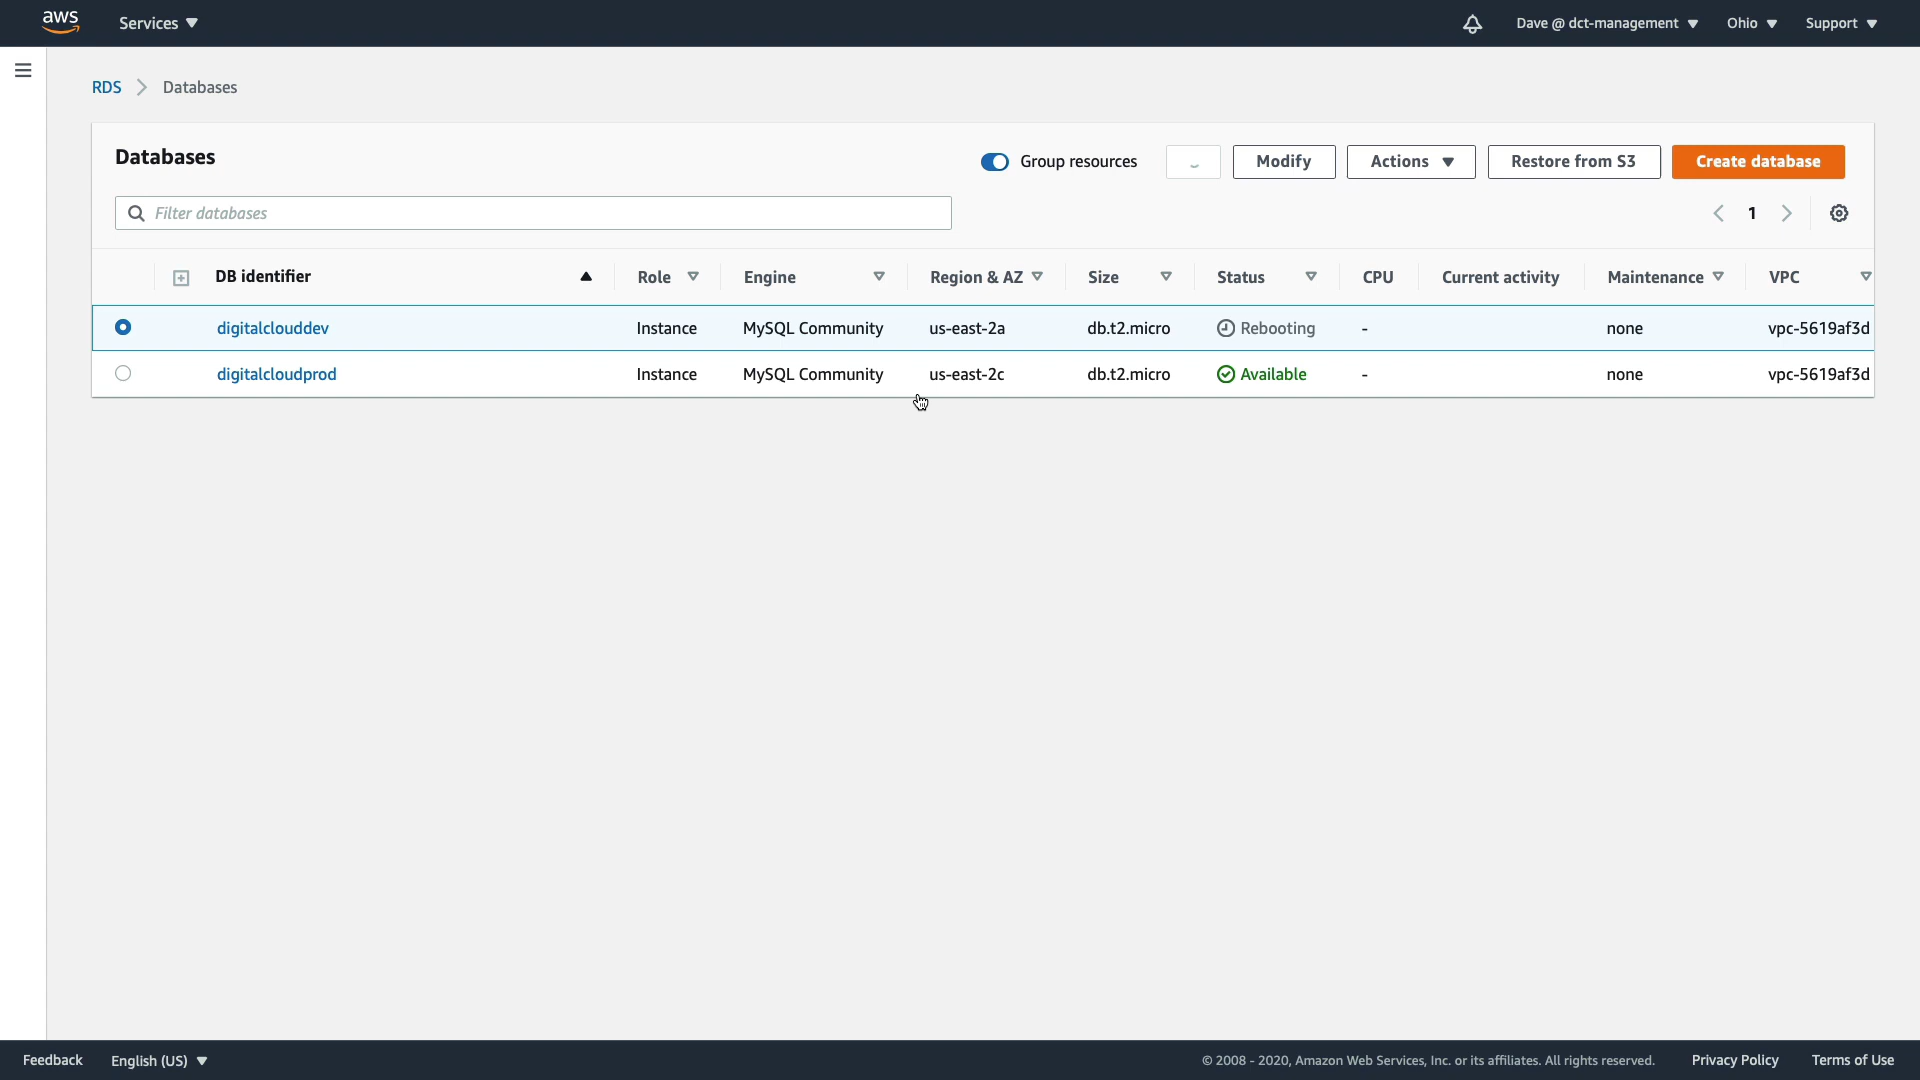 aws Services Dave @ dct-management Ohio Support
RDS Databases
Databases Group resources Modify Actions Restore from S3 Create database
Filter databases 1
DB identifier Role Engine Region & AZ Size Status CPU Current activity Maintenance VPC
digitalclouddev Instance MySQL Community us-east-2a db.t2.micro Rebooting - none vpc-5619af3d
digitalcloudprod Instance MySQL Community us-east-2c db.t2.micro Available - none vpc-5619af3d
Feedback English (US) © 2008 - 2020, Amazon Web Services, Inc. or its affiliates. All rights reserved. Privacy Policy Terms of Use